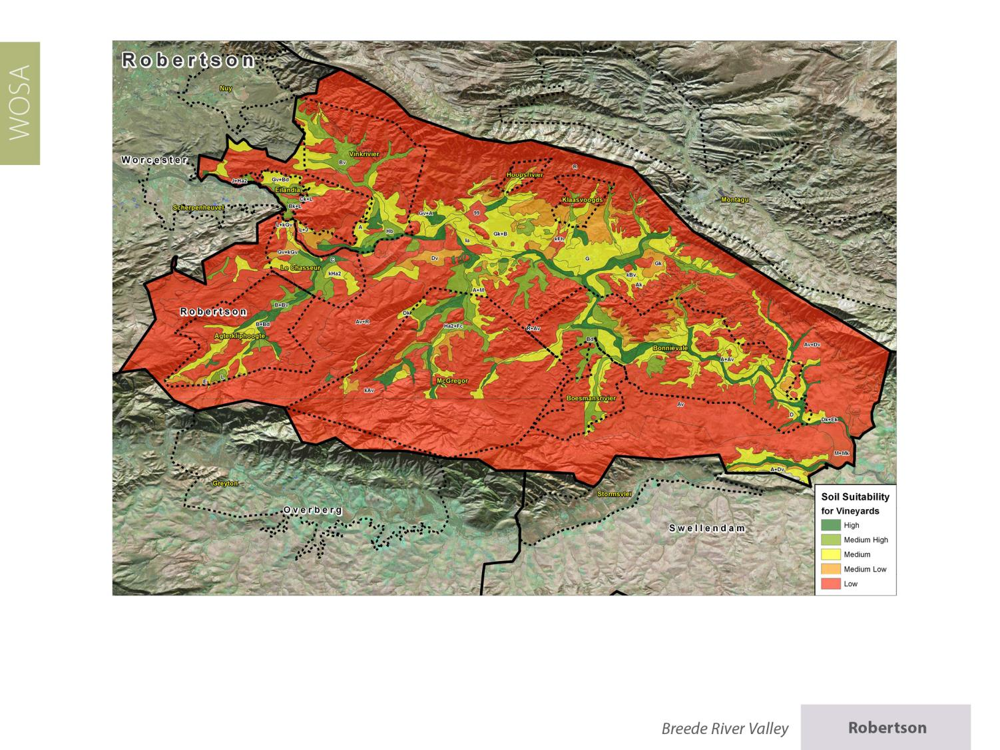 WOSA
Robertson
Nuy
Worcester
Vinkrivier
Bv
R
Hoopsrivier
J+Ha2
Gv+Bd
Eilandia
Ck+L
Bk+L
Scherpenheuvel
Klaasvoogds
Montagu
Gv+A
99
L+kGv
L+J
A
Hb
Ia
Gk+B
kFh
Gv+kGv
C
Dv
G
Gk
Le Chasseur
kHa2
kBv
Ak
A+M
B+Bv
Robertson
Dk
Av+R
B+Bd
Ha2+Fc
R+Av
Agterkliphoogte
Bd
Bonnievale
Av+Dv
A+Av
L
E
McGregor
kAv
Boesmansrivier
Av
D
Dk+Ek
M+Mk
A+Dv
Greyton
Stormsvlei
Overberg
Swellendam
Soil Suitability
for Vineyards
High
Medium High
Medium
Medium Low
Low
Breede River Valley
Robertson